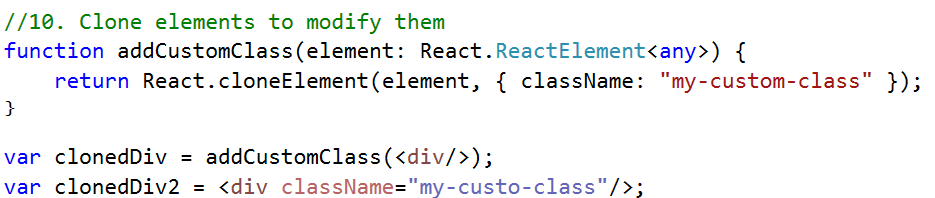 //10. Clone elements to modify them
function addCustomClass(element: React.ReactElement<any>) {
    return React.cloneElement(element, { className: "my-custom-class" });
}

var clonedDiv = addCustomClass(<div/>);
var clonedDiv2 = <div className="my-custo-class"/>;